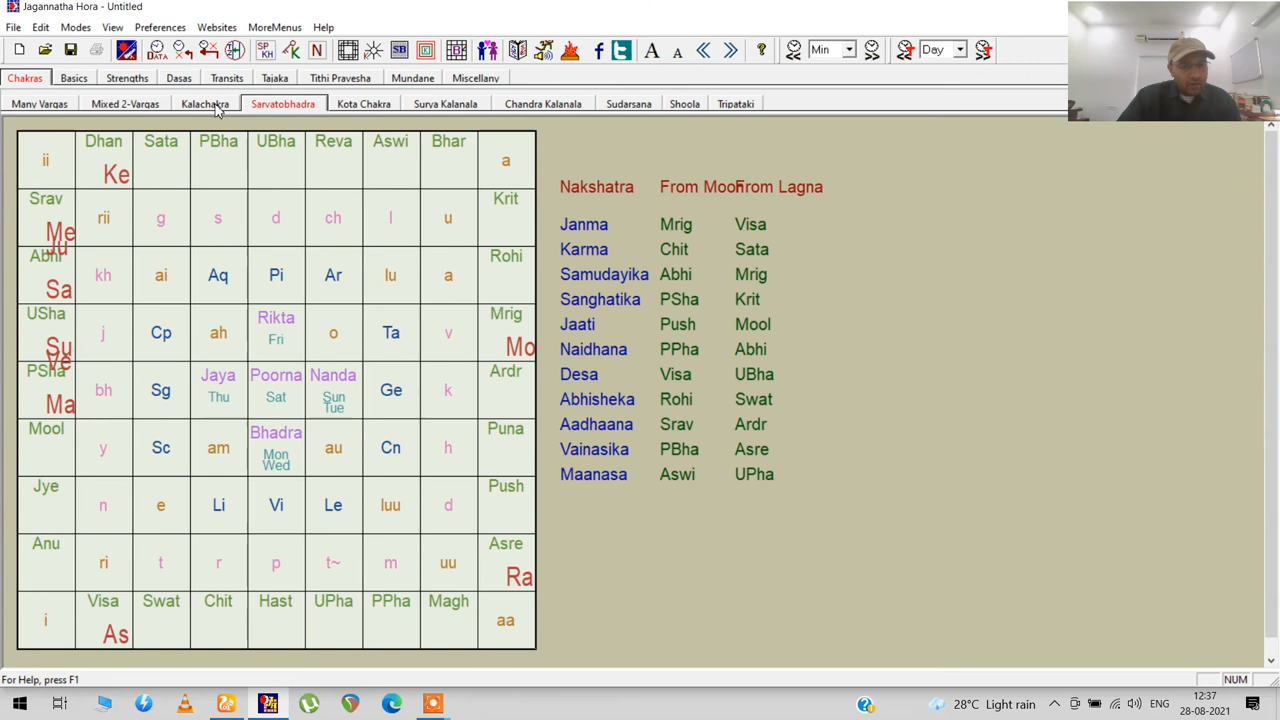 Jagannatha Hora - Untitled
File Edit Modes View Preferences Websites MoreMenus Help
DATA SP KH N SB B f A A ? Min Day
Chakras Basics Strengths Dasas Transits Tajaka Tithi Pravesha Mundane Miscellany
Many Vargas Mixed 2-Vargas Kalachakra Sarvatobhadra Kota Chakra Surya Kalanala Chandra Kalanala Sudarsana Shoola Tripataki
ii Dhan Sata PBha UBha Reva Aswi Bhar a
Ke
Srav rii g s d ch l u Krit
Me
Ju
Abhi kh ai Aq Pi Ar lu a Rohi
Sa
USha j Cp ah Rikta o Ta v Mrig
Fri
Su Mo
Ve
PSha bh Sg Jaya Poorna Nanda Ge k Ardr
Thu Sat Sun
Tue
Ma
Mool y Sc am Bhadra au Cn h Puna
Mon
Wed
Jye n e Li Vi Le luu d Push
Anu ri t r p t~ m uu Asre
Ra
i Visa Swat Chit Hast UPha PPha Magh aa
As
Nakshatra From Moon From Lagna
Janma Mrig Visa
Karma Chit Sata
Samudayika Abhi Mrig
Sanghatika PSha Krit
Jaati Push Mool
Naidhana PPha Abhi
Desa Visa UBha
Abhisheka Rohi Swat
Aadhaana Srav Ardr
Vainasika PBha Asre
Maanasa Aswi UPha
For Help, press F1 NUM
28°C Light rain ENG 12:37
28-08-2021